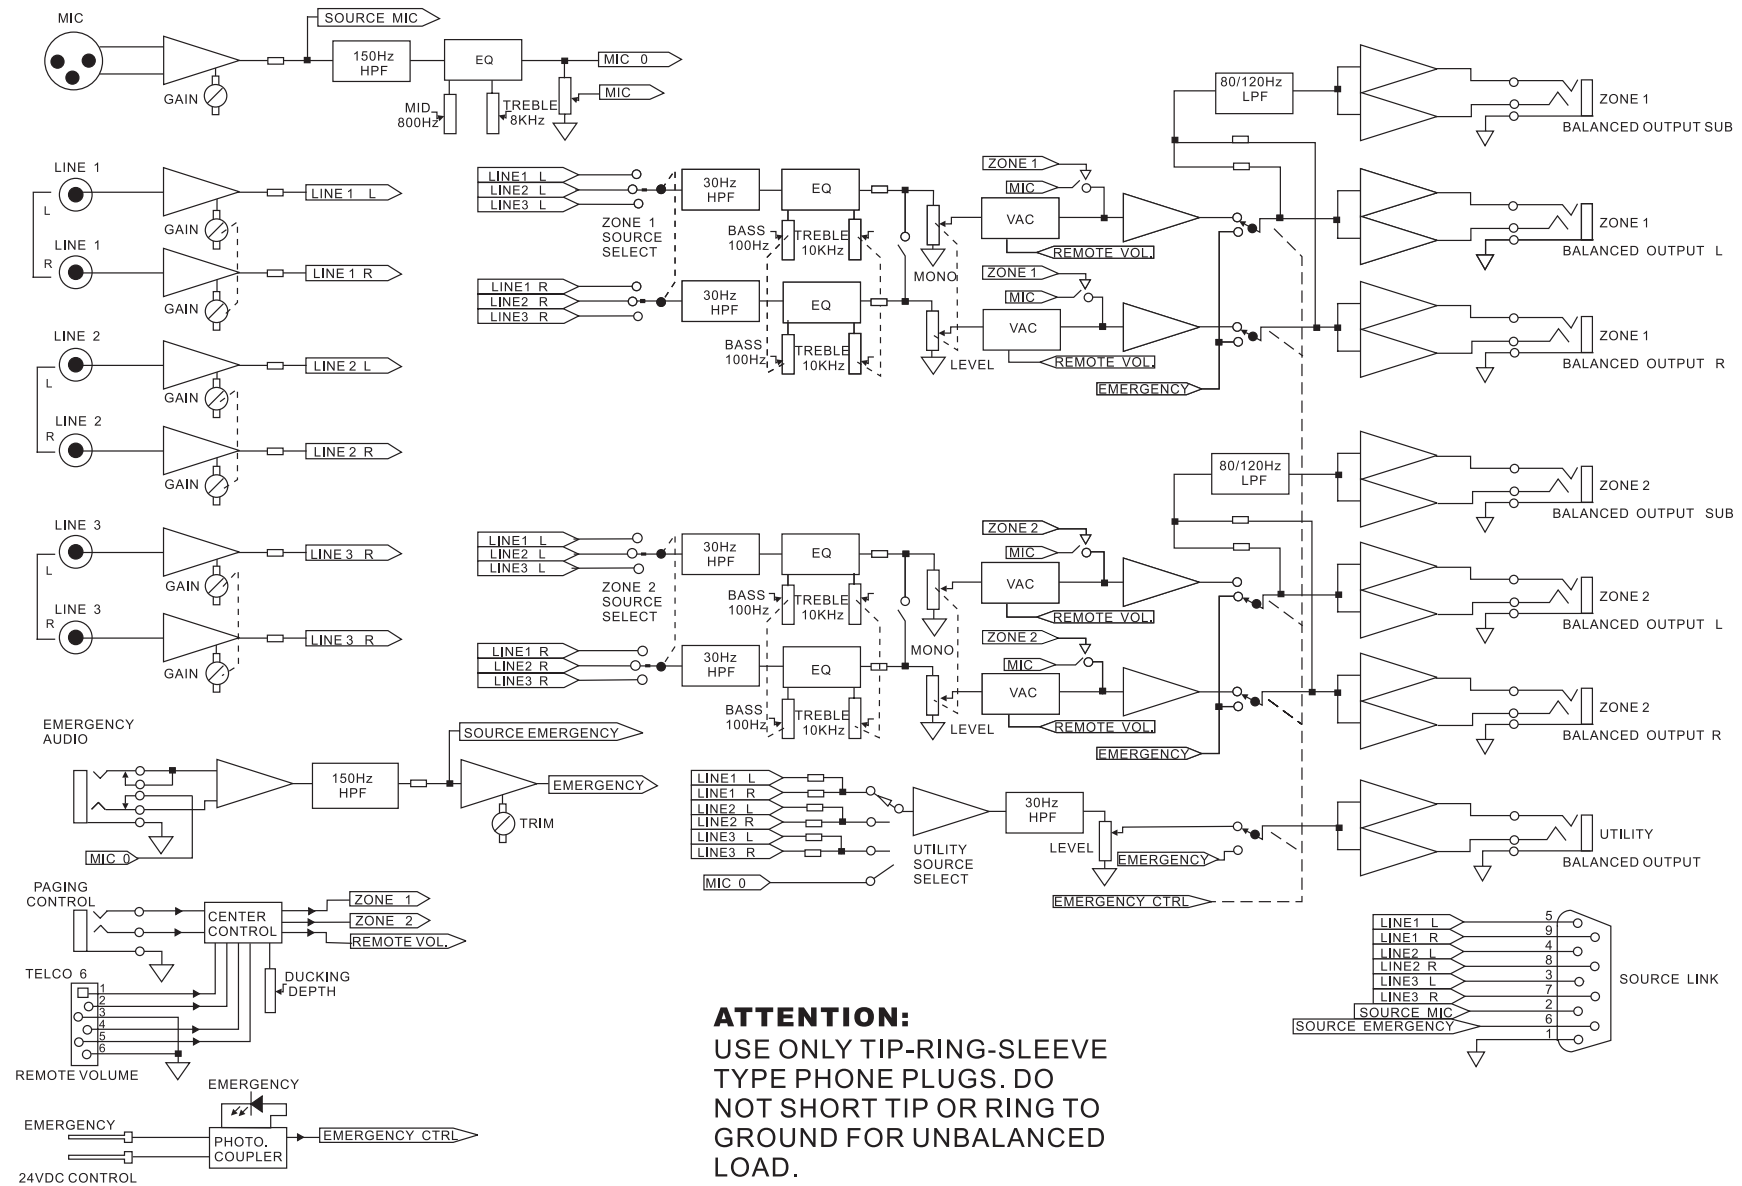 MIC
SOURCE MIC
150Hz
HPF
EQ
MIC 0
MIC
GAIN
MID
800Hz
TREBLE
8KHz
LINE 1
L
GAIN
LINE 1 L
LINE 1
R
GAIN
LINE 1 R
LINE 2
L
GAIN
LINE 2 L
LINE 2
R
GAIN
LINE 2 R
LINE 3
L
GAIN
LINE 3 R
LINE 3
R
GAIN
LINE 3 R
LINE1 L
LINE2 L
LINE3 L
ZONE 1
SOURCE
SELECT
30Hz
HPF
EQ
BASS
100Hz
TREBLE
10KHz
LINE1 R
LINE2 R
LINE3 R
30Hz
HPF
EQ
BASS
100Hz
TREBLE
10KHz
MONO
LEVEL
ZONE 1
MIC
VAC
REMOTE VOL.
ZONE 1
MIC
VAC
REMOTE VOL.
EMERGENCY
80/120Hz
LPF
ZONE 1
BALANCED OUTPUT SUB
ZONE 1
BALANCED OUTPUT L
ZONE 1
BALANCED OUTPUT R
LINE1 L
LINE2 L
LINE3 L
ZONE 2
SOURCE
SELECT
30Hz
HPF
EQ
BASS
100Hz
TREBLE
10KHz
LINE1 R
LINE2 R
LINE3 R
30Hz
HPF
EQ
BASS
100Hz
TREBLE
10KHz
MONO
LEVEL
ZONE 2
MIC
VAC
REMOTE VOL.
ZONE 2
MIC
VAC
REMOTE VOL.
EMERGENCY
80/120Hz
LPF
ZONE 2
BALANCED OUTPUT SUB
ZONE 2
BALANCED OUTPUT L
ZONE 2
BALANCED OUTPUT R
EMERGENCY
AUDIO
MIC 0
150Hz
HPF
SOURCE EMERGENCY
EMERGENCY
TRIM
LINE1 L
LINE1 R
LINE2 L
LINE2 R
LINE3 L
LINE3 R
MIC 0
UTILITY
SOURCE
SELECT
30Hz
HPF
LEVEL
EMERGENCY
EMERGENCY CTRL
UTILITY
BALANCED OUTPUT
PAGING
CONTROL
CENTER
CONTROL
ZONE 1
ZONE 2
REMOTE VOL.
DUCKING
DEPTH
TELCO 6
1
2
3
4
5
6
REMOTE VOLUME
EMERGENCY
EMERGENCY
24VDC CONTROL
PHOTO.
COUPLER
EMERGENCY CTRL
ATTENTION:
USE ONLY TIP-RING-SLEEVE
TYPE PHONE PLUGS. DO
NOT SHORT TIP OR RING TO
GROUND FOR UNBALANCED
LOAD.
LINE1 L 5
LINE1 R 9
LINE2 L 4
LINE2 R 8
LINE3 L 3
LINE3 R 7
SOURCE MIC 2
SOURCE EMERGENCY 6
1
SOURCE LINK